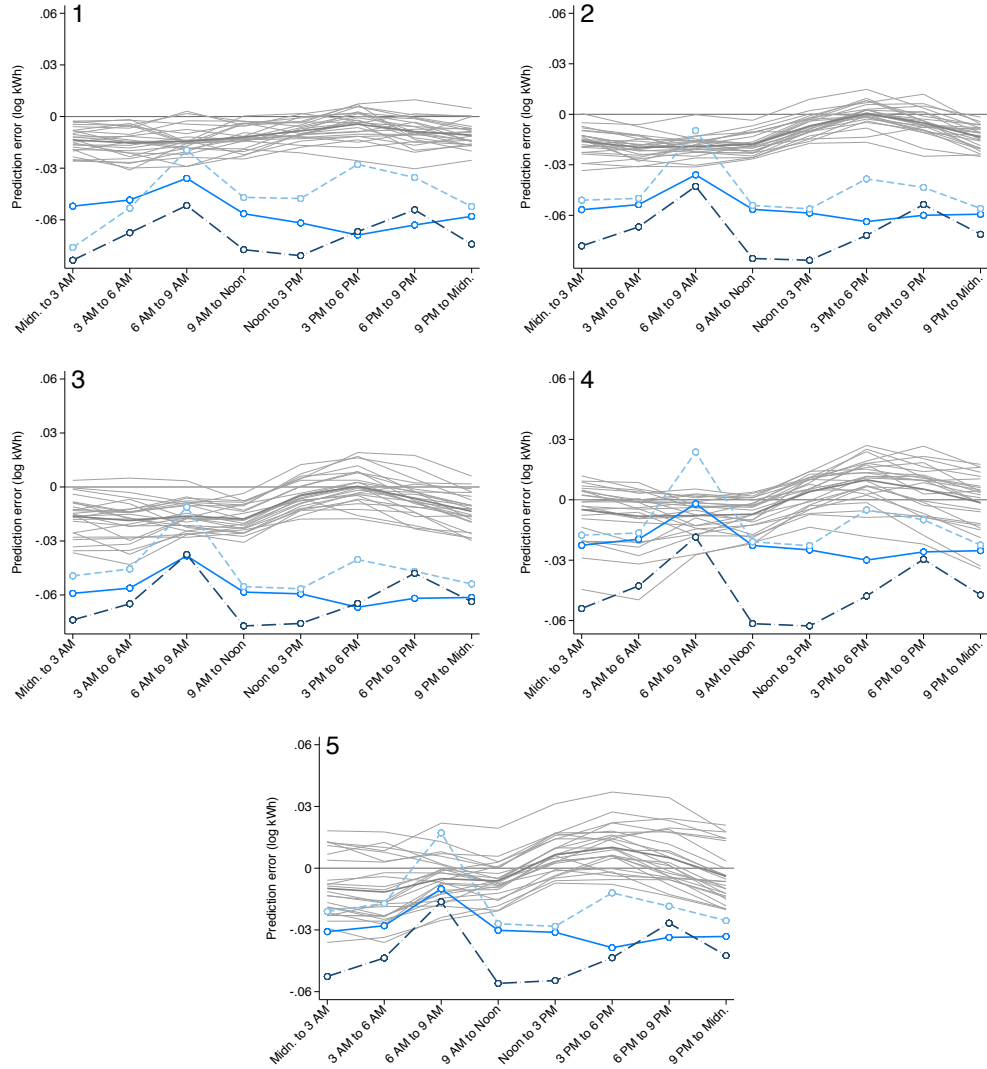 1
Prediction error (log kWh)
.06
.03
0
-.03
-.06
Midn. to 3 AM
3 AM to 6 AM
6 AM to 9 AM
9 AM to Noon
Noon to 3 PM
3 PM to 6 PM
6 PM to 9 PM
9 PM to Midn.
2
Prediction error (log kWh)
.06
.03
0
-.03
-.06
Midn. to 3 AM
3 AM to 6 AM
6 AM to 9 AM
9 AM to Noon
Noon to 3 PM
3 PM to 6 PM
6 PM to 9 PM
9 PM to Midn.
3
Prediction error (log kWh)
.06
.03
0
-.03
-.06
Midn. to 3 AM
3 AM to 6 AM
6 AM to 9 AM
9 AM to Noon
Noon to 3 PM
3 PM to 6 PM
6 PM to 9 PM
9 PM to Midn.
4
Prediction error (log kWh)
.06
.03
0
-.03
-.06
Midn. to 3 AM
3 AM to 6 AM
6 AM to 9 AM
9 AM to Noon
Noon to 3 PM
3 PM to 6 PM
6 PM to 9 PM
9 PM to Midn.
5
Prediction error (log kWh)
.06
.03
0
-.03
-.06
Midn. to 3 AM
3 AM to 6 AM
6 AM to 9 AM
9 AM to Noon
Noon to 3 PM
3 PM to 6 PM
6 PM to 9 PM
9 PM to Midn.